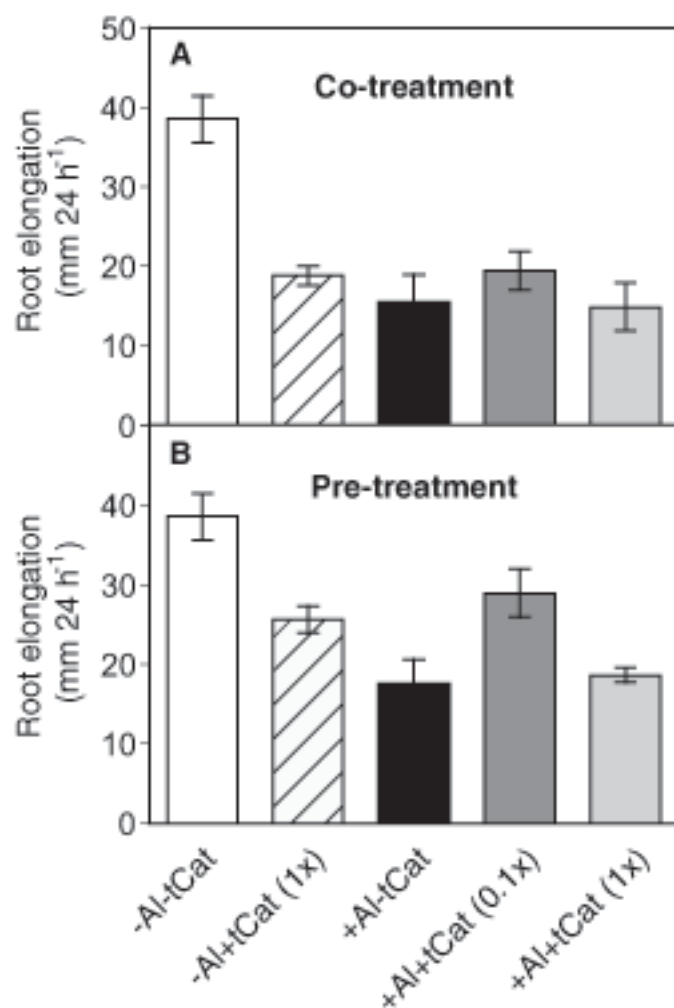 A
Co-treatment
Root elongation
(mm 24 h⁻¹)
50
40
30
20
10
0
B
Pre-treatment
Root elongation
(mm 24 h⁻¹)
40
30
20
10
0
-Al-tCat
-Al+tCat (1x)
+Al-tCat
+Al+tCat (0.1x)
+Al+tCat (1x)